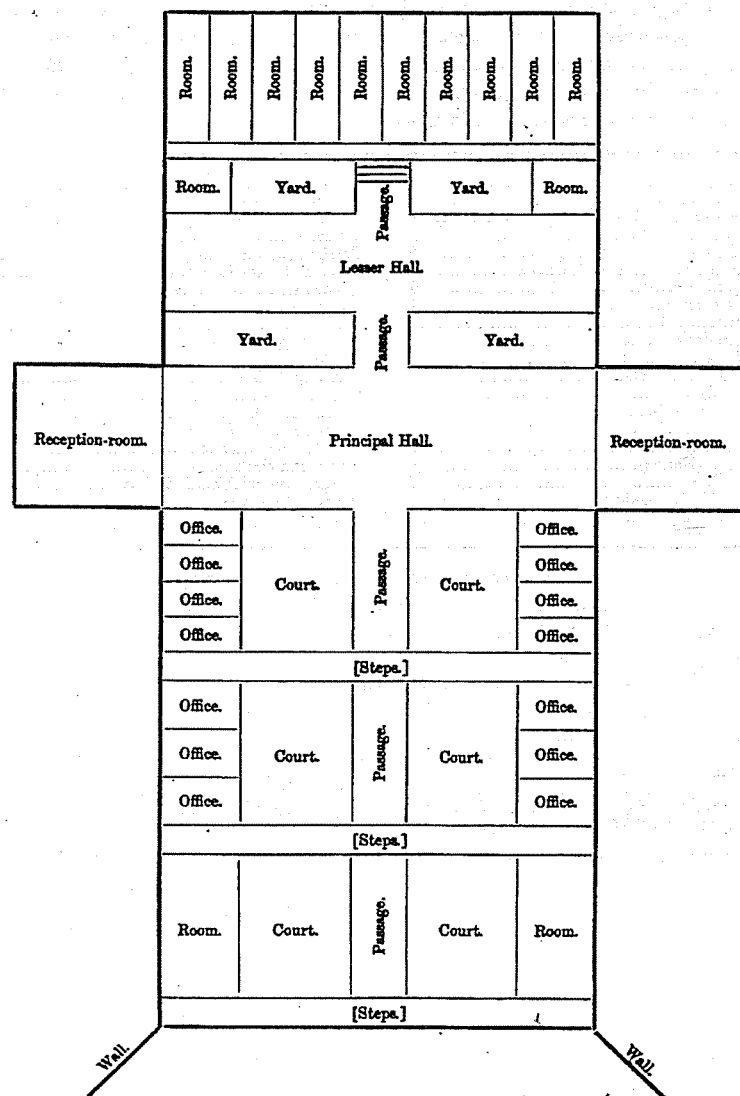 Room. Room. Room. Room. Room. Room. Room. Room. Room. Room.
Room. Yard. Passage. Yard. Room.
Lesser Hall.
Yard. Passage. Yard.
Reception-room. Principal Hall. Reception-room.
Office. Office.
Office. Office.
Court. Passage. Court.
Office. Office.
Office. Office.
[Steps.]
Office. Office.
Office. Court. Passage. Court. Office.
Office. Office.
[Steps.]
Room. Court. Passage. Court. Room.
[Steps.]
Wall. Wall.